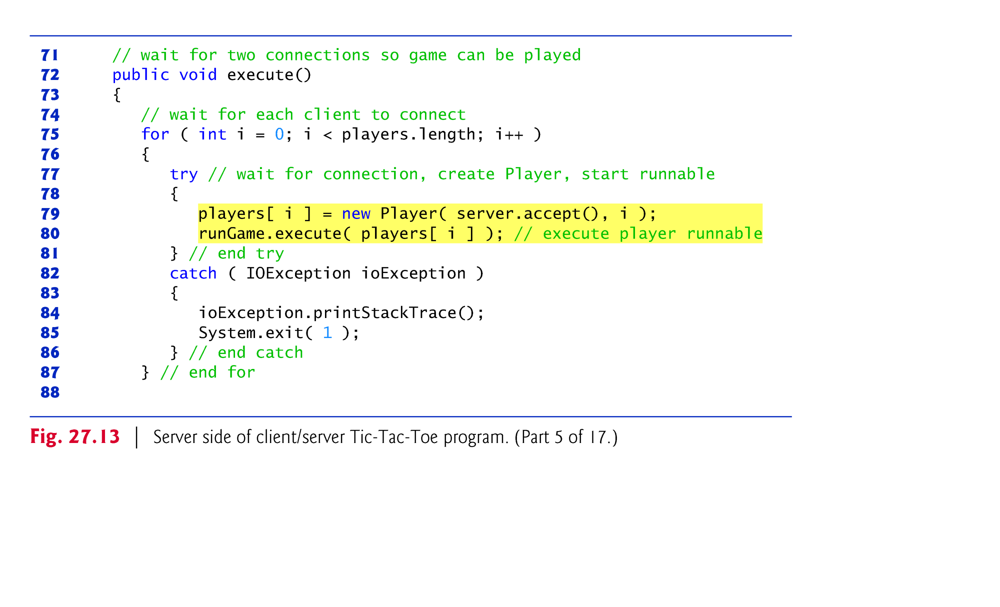 71 // wait for two connections so game can be played
72 public void execute()
73 {
74 // wait for each client to connect
75 for ( int i = 0; i < players.length; i++ )
76 {
77 try // wait for connection, create Player, start runnable
78 {
79 players[ i ] = new Player( server.accept(), i );
80 runGame.execute( players[ i ] ); // execute player runnable
81 } // end try
82 catch ( IOException ioException )
83 {
84 ioException.printStackTrace();
85 System.exit( 1 );
86 } // end catch
87 } // end for
88
Fig. 27.13 | Server side of client/server Tic-Tac-Toe program. (Part 5 of 17.)